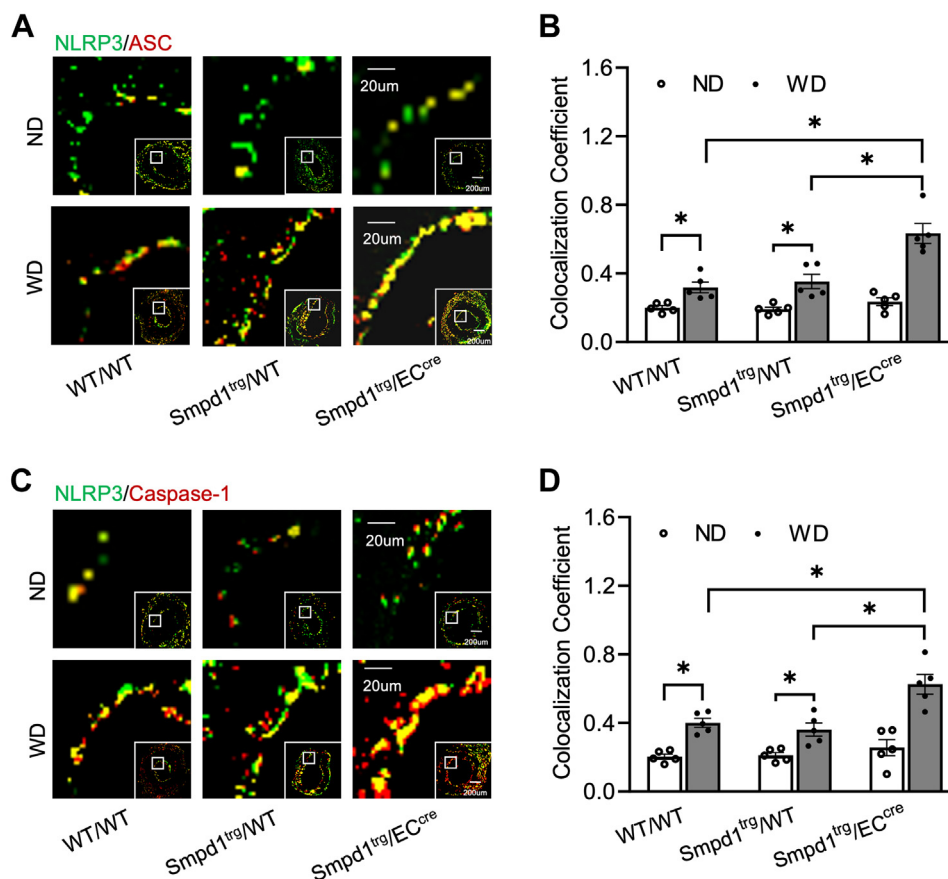 A
NLRP3/ASC
ND
20um
200um
WD
20um
200um
WT/WT
Smpd1trg/WT
Smpd1trg/ECcre
B
Colocalization Coefficient
1.6
1.2
0.8
0.4
0.0
ND
WD
*
*
*
*
WT/WT
Smpd1trg/WT
Smpd1trg/ECcre
C
NLRP3/Caspase-1
ND
20um
200um
WD
20um
200um
WT/WT
Smpd1trg/WT
Smpd1trg/ECcre
D
Colocalization Coefficient
1.6
1.2
0.8
0.4
0.0
ND
WD
*
*
*
*
WT/WT
Smpd1trg/WT
Smpd1trg/ECcre